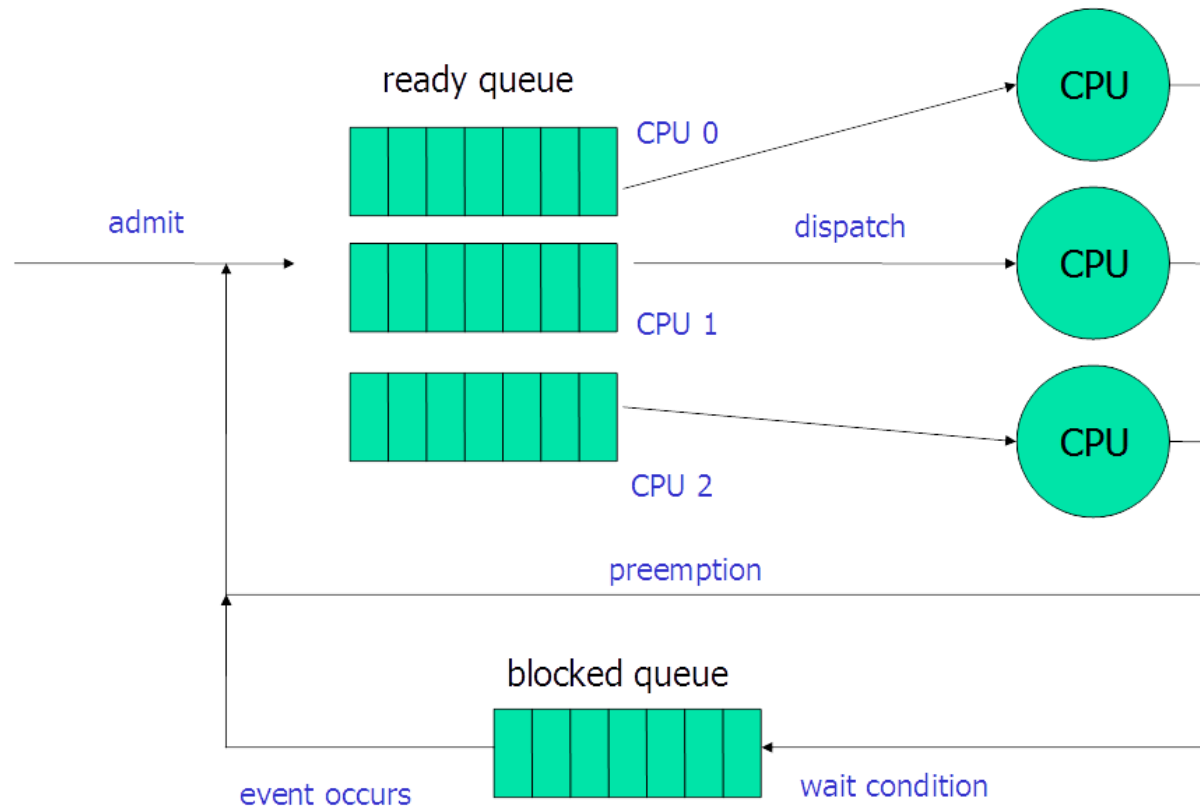 ready queue
CPU 0
CPU
admit
dispatch
CPU
CPU 1
CPU
CPU 2
preemption
blocked queue
event occurs
wait condition